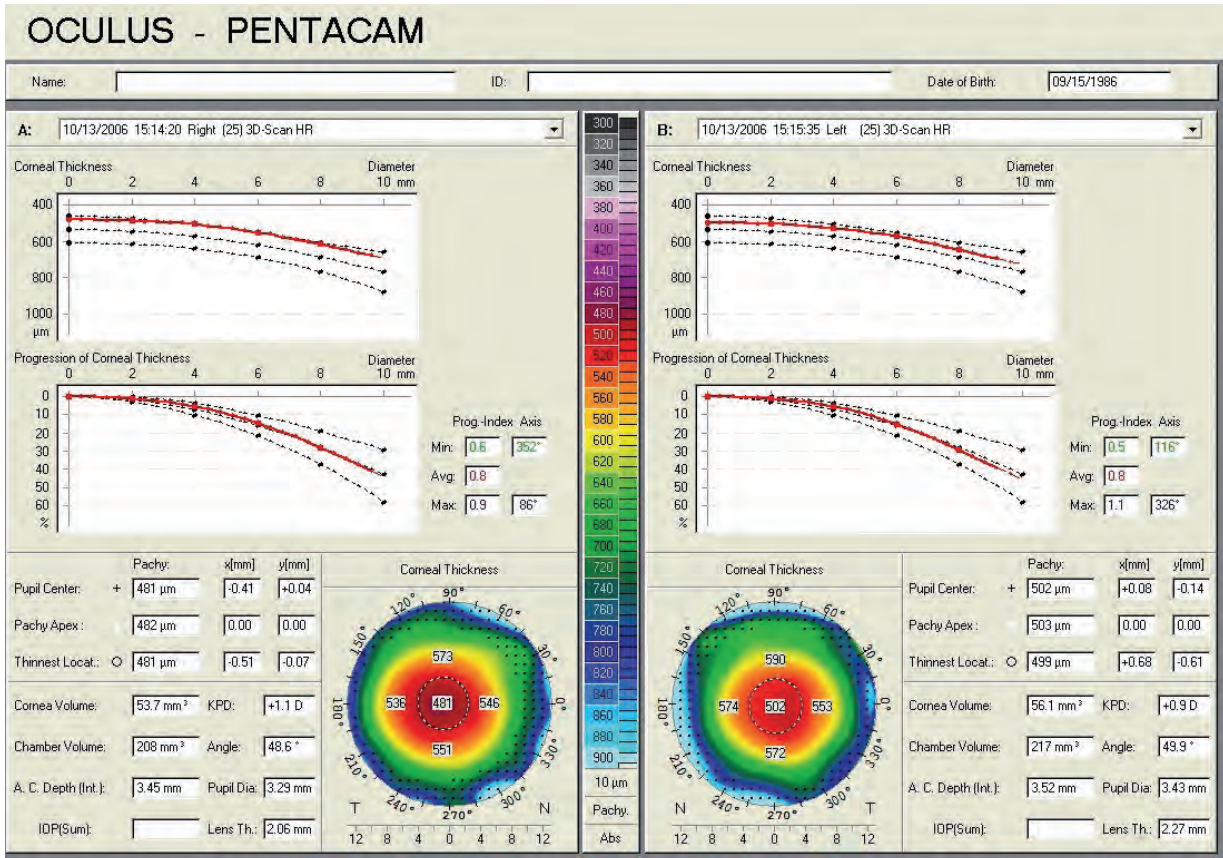 OCULUS - PENTACAM
Name: ID: Date of Birth: 09/15/1986
A: 10/13/2006 15:14:20 Right (25) 3D-Scan HR
Corneal Thickness Diameter
0 2 4 6 8 10 mm
400
600
800
1000
µm
Progression of Corneal Thickness Diameter
0 2 4 6 8 10 mm
0
10
20
30
40
50
60
%
Prog.-Index Axis
Min: 0.6 352°
Avg: 0.8
Max: 0.9 86°
Pachy: x[mm] y[mm]
Pupil Center: + 481 µm -0.41 +0.04
Pachy Apex : 482 µm 0.00 0.00
Thinnest Locat.: O 481 µm -0.51 -0.07
Cornea Volume: 53.7 mm³ KPD: +1.1 D
Chamber Volume: 208 mm³ Angle: 48.6 °
A. C. Depth (Int.): 3.45 mm Pupil Dia: 3.29 mm
IOP(Sum): Lens Th.: 2.06 mm
Corneal Thickness
90°
120° 60°
150° 30°
573
180° 536 481 546 0°
551
210°
240° 300°
270°
T N
12 8 4 0 4 8 12
300
320
340
360
380
400
420
440
460
480
500
520
540
560
580
600
620
640
660
680
700
720
740
760
780
800
820
840
860
880
900
10 µm
Pachy.
Abs
B: 10/13/2006 15:15:35 Left (25) 3D-Scan HR
Corneal Thickness Diameter
0 2 4 6 8 10 mm
400
600
800
1000
µm
Progression of Corneal Thickness Diameter
0 2 4 6 8 10 mm
0
10
20
30
40
50
60
%
Prog.-Index Axis
Min: 0.5 116°
Avg: 0.8
Max: 1.1 326°
Corneal Thickness
90°
120° 60°
150° 30°
590
180° 574 502 553 0°
572
210°
240° 300°
270°
N T
12 8 4 0 4 8 12
Pachy: x[mm] y[mm]
Pupil Center: + 502 µm +0.08 -0.14
Pachy Apex : 503 µm 0.00 0.00
Thinnest Locat.: O 499 µm +0.68 -0.61
Cornea Volume: 56.1 mm³ KPD: +0.9 D
Chamber Volume: 217 mm³ Angle: 49.9 °
A. C. Depth (Int.): 3.52 mm Pupil Dia: 3.43 mm
IOP(Sum): Lens Th.: 2.27 mm